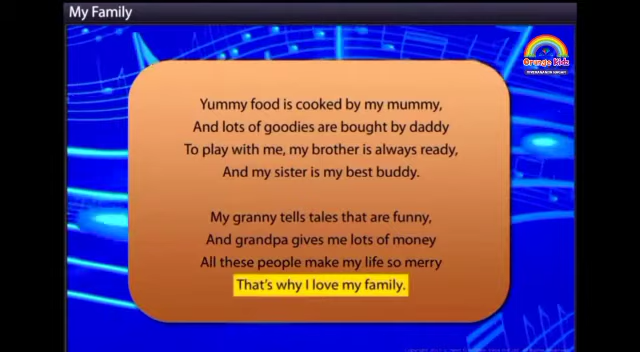 My Family
Orange Kidz
Yummy food is cooked by my mummy,
And lots of goodies are bought by daddy
To play with me, my brother is always ready,
And my sister is my best buddy.
My granny tells tales that are funny,
And grandpa gives me lots of money
All these people make my life so merry
That's why I love my family.